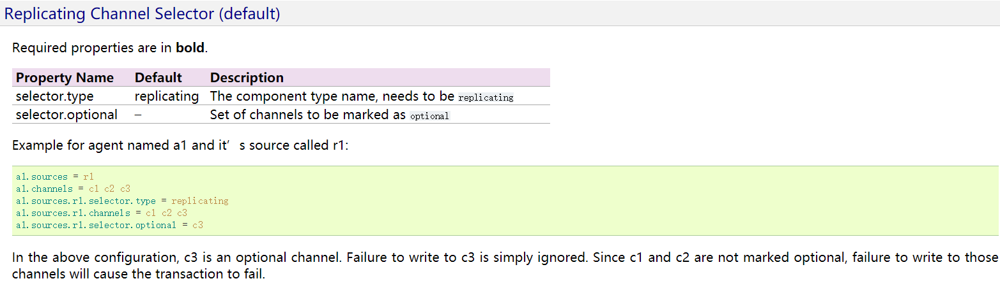 Replicating Channel Selector (default)
Required properties are in bold.
Property Name Default Description
selector.type replicating The component type name, needs to be replicating
selector.optional – Set of channels to be marked as optional
Example for agent named a1 and it’s source called r1:
a1.sources = r1
a1.channels = c1 c2 c3
a1.sources.r1.selector.type = replicating
a1.sources.r1.channels = c1 c2 c3
a1.sources.r1.selector.optional = c3
In the above configuration, c3 is an optional channel. Failure to write to c3 is simply ignored. Since c1 and c2 are not marked optional, failure to write to those
channels will cause the transaction to fail.